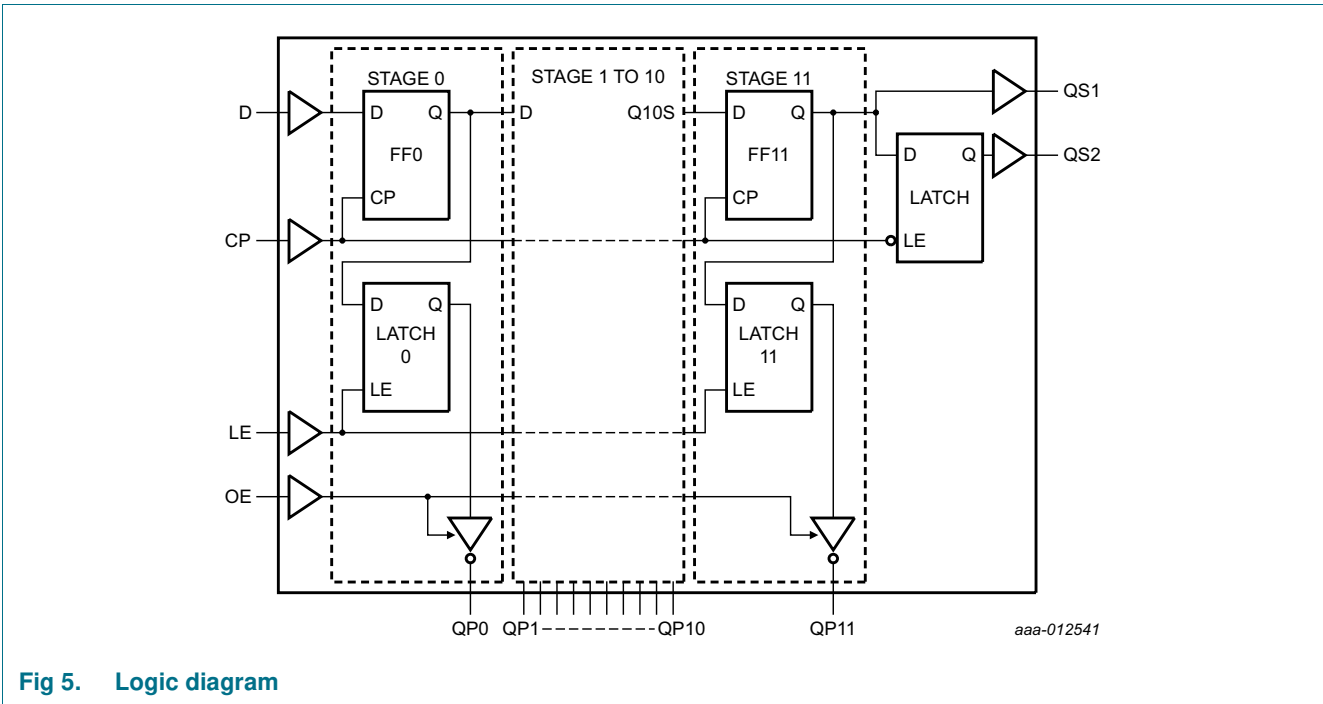 STAGE 0
STAGE 1 TO 10
STAGE 11
D
D
Q
FF0
CP
D
Q10S
D
Q
FF11
CP
QS1
QS2
D
Q
LATCH
LE
CP
D
Q
LATCH
0
LE
D
Q
LATCH
11
LE
LE
OE
QP0
QP1
QP10
QP11
aaa-012541
Fig 5. Logic diagram